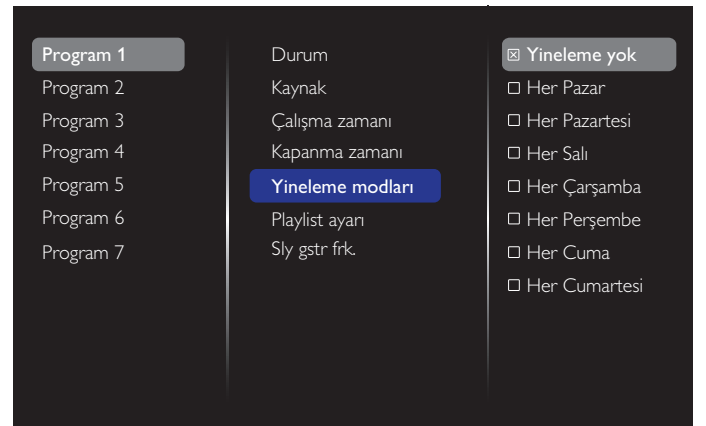 Program 1
Program 2
Program 3
Program 4
Program 5
Program 6
Program 7
Durum
Kaynak
Çalışma zamanı
Kapanma zamanı
Yineleme modları
Playlist ayarı
Sly gstr frk.
Yineleme yok
Her Pazar
Her Pazartesi
Her Salı
Her Çarşamba
Her Perşembe
Her Cuma
Her Cumartesi